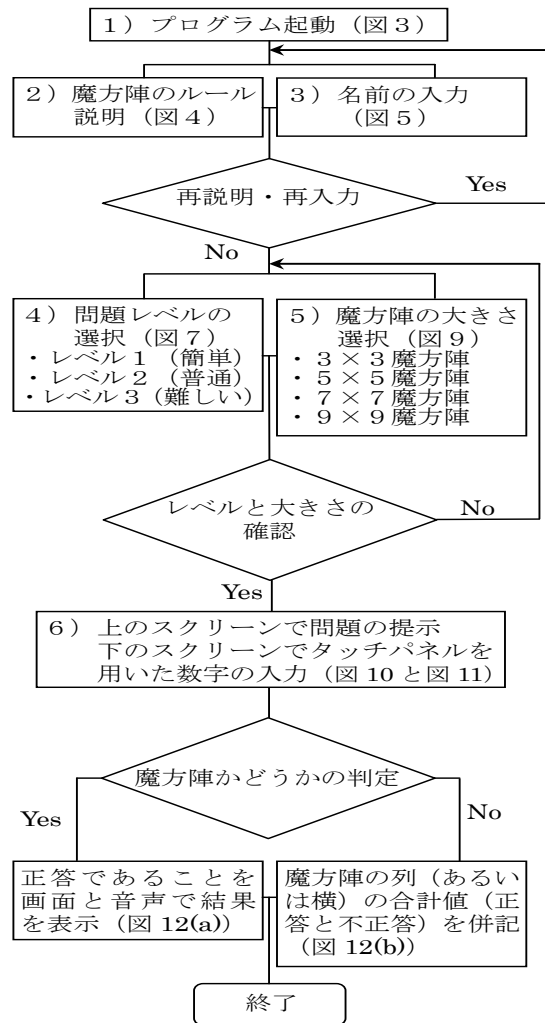 1）プログラム起動（図3）
2）魔方陣のルール
説明（図4）
3）名前の入力
（図5）
再説明・再入力
Yes
No
4）問題レベルの
選択（図7）
・レベル1（簡単）
・レベル2（普通）
・レベル3（難しい）
5）魔方陣の大きさ
選択（図9）
・3×3魔方陣
・5×5魔方陣
・7×7魔方陣
・9×9魔方陣
レベルと大きさの
確認
No
Yes
6）上のスクリーンで問題の提示
下のスクリーンでタッチパネルを
用いた数字の入力（図10と図11）
魔方陣かどうかの判定
Yes
No
正答であることを
画面と音声で結果
を表示（図12(a)）
魔方陣の列（あるい
は横）の合計値（正
答と不正答）を併記
（図12(b)）
終了